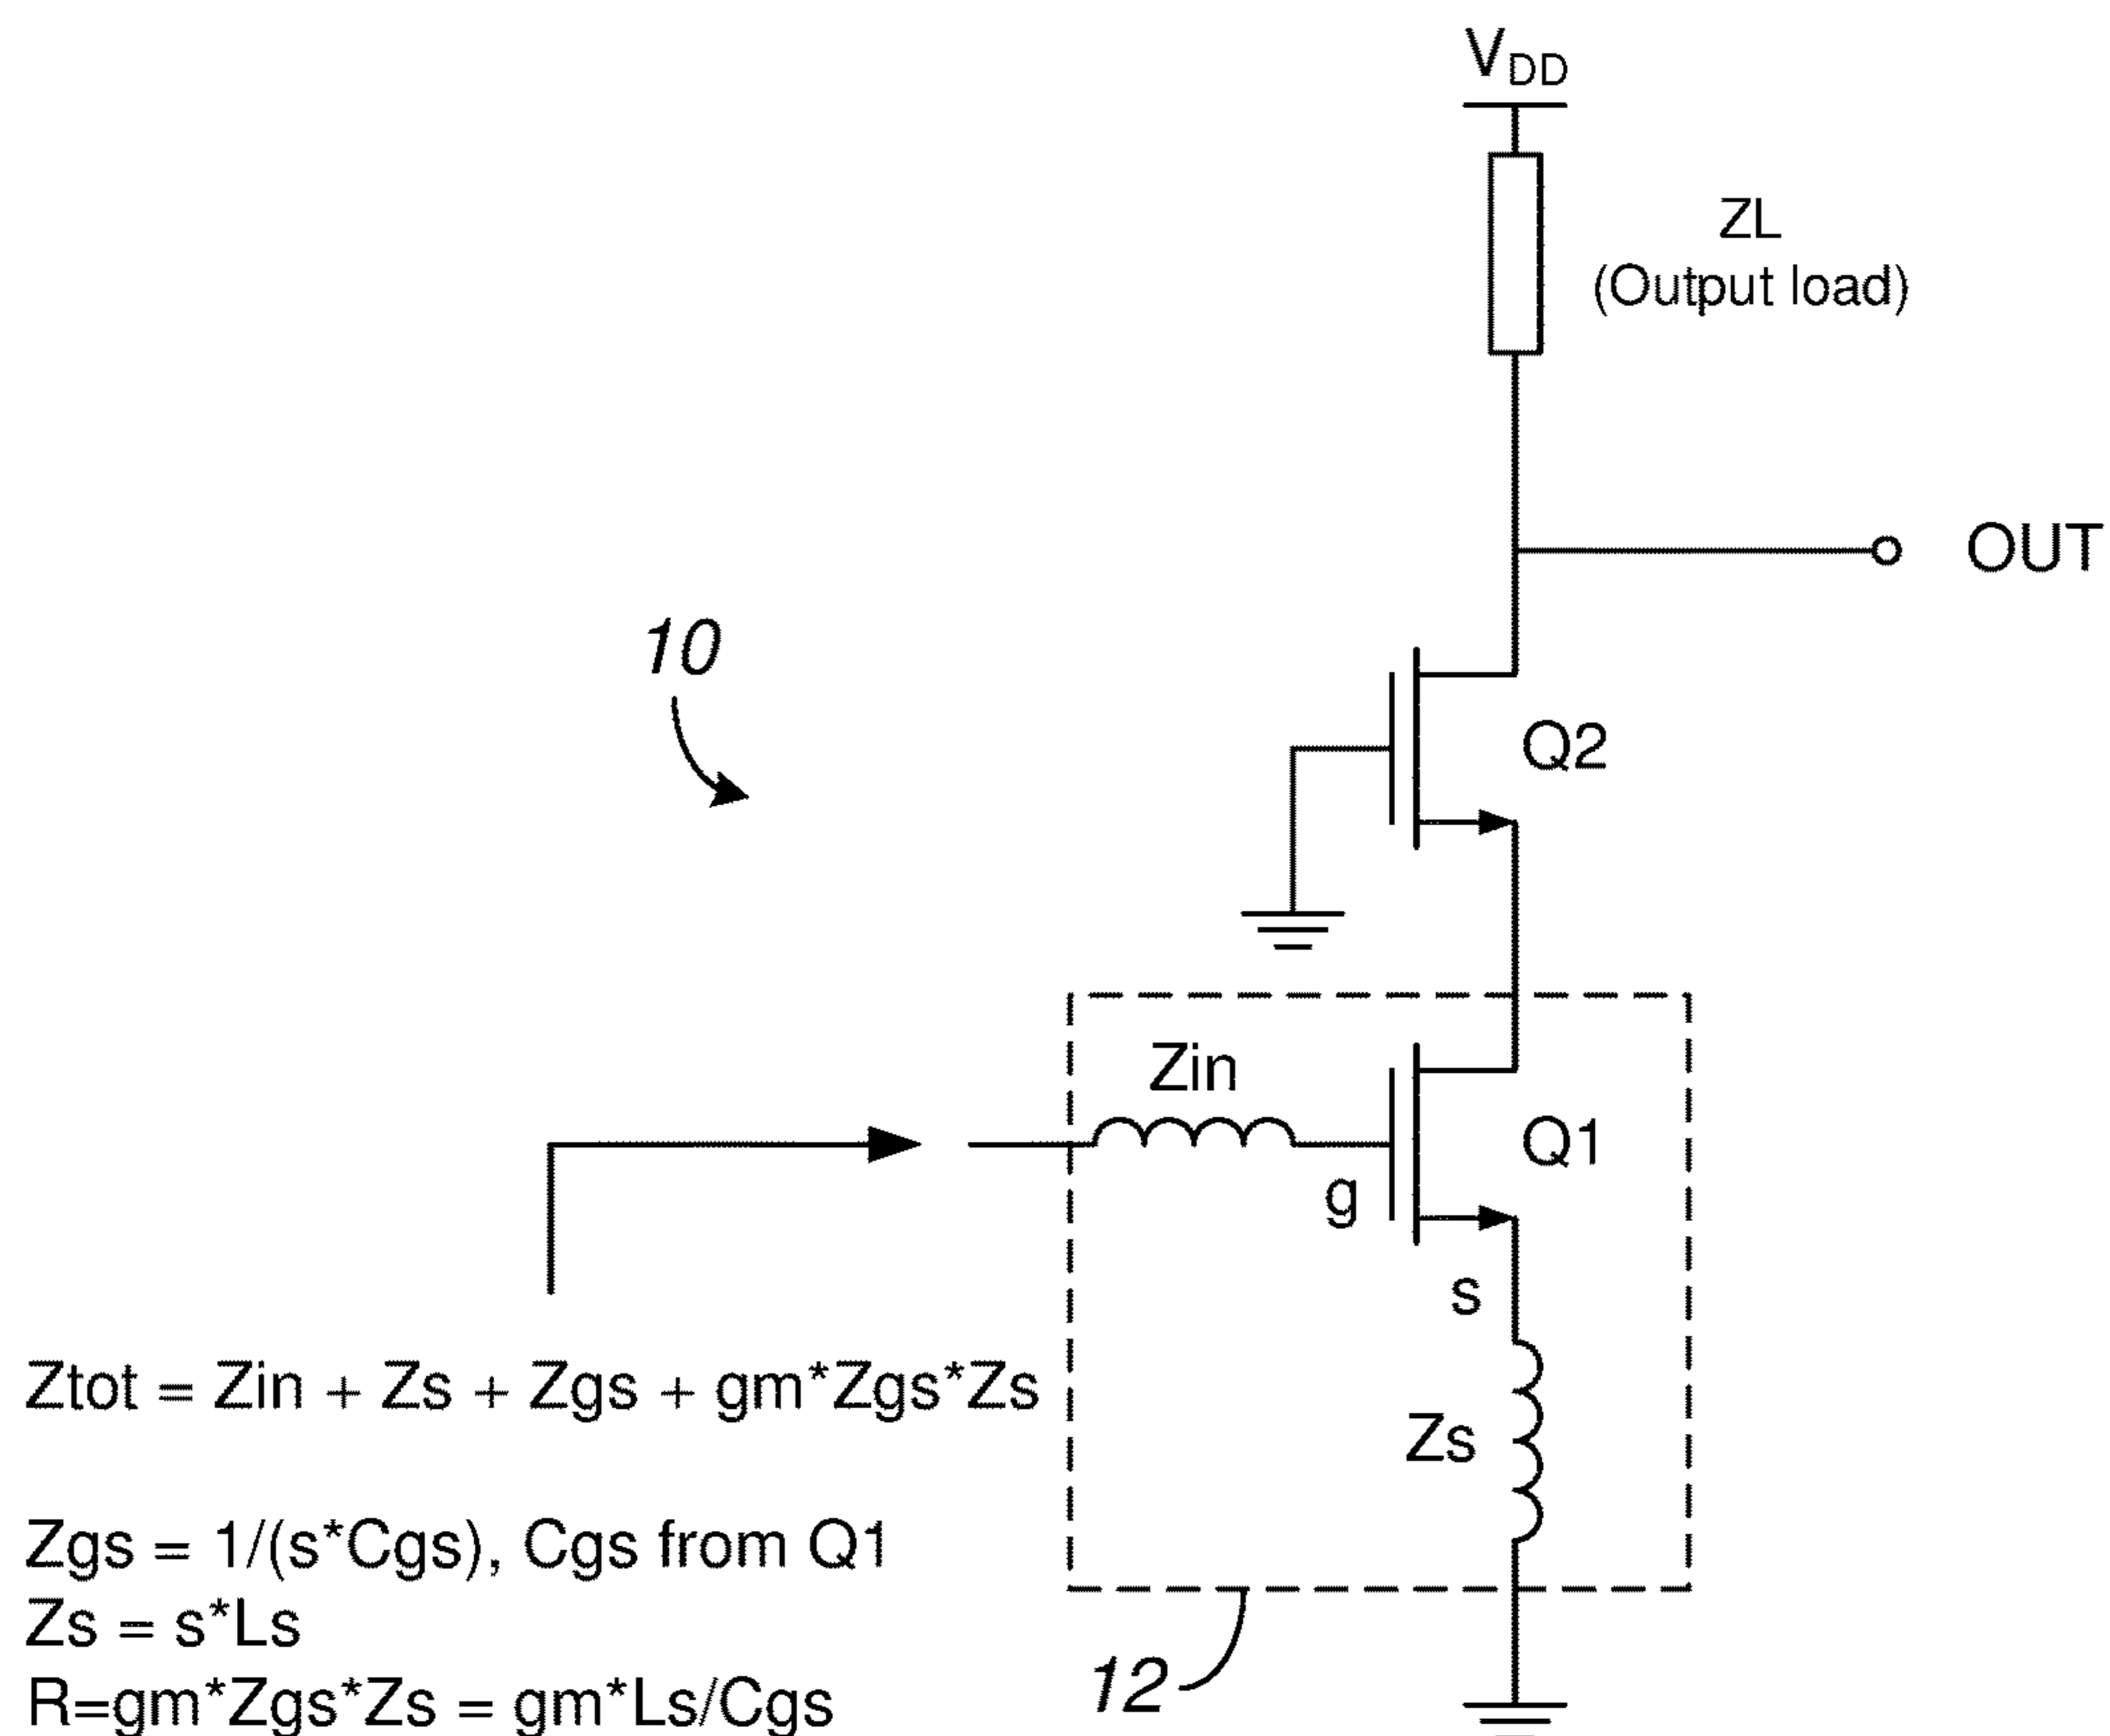 V_DD
ZL
(Output load)
OUT
10
Q2
Zin
Q1
g
s
Zs
Ztot = Zin + Zs + Zgs + gm*Zgs*Zs
Zgs = 1/(s*Cgs), Cgs from Q1
Zs = s*Ls
R=gm*Zgs*Zs = gm*Ls/Cgs
12